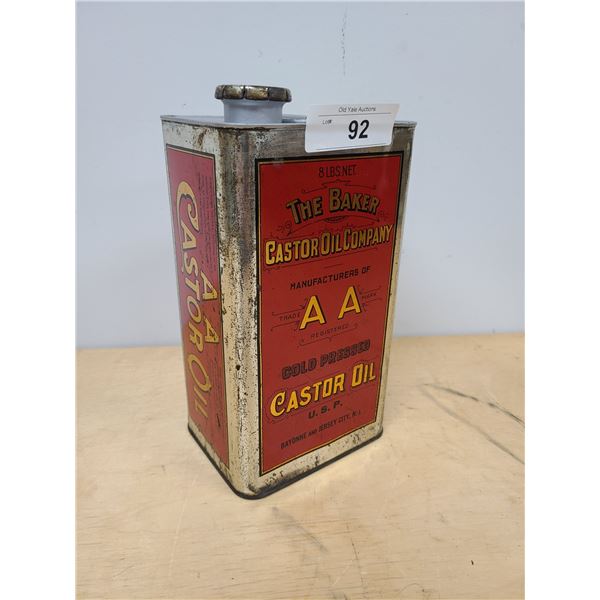 Old Yale Auctions
Lot# 92
8 LBS. NET.
THE BAKER
CASTOR OIL COMPANY
MANUFACTURERS OF
TRADE A A MARK
REGISTERED
COLD PRESSED
CASTOR OIL
U. S. P.
BAYONNE AND JERSEY CITY, N.J.
A A
CASTOR OIL